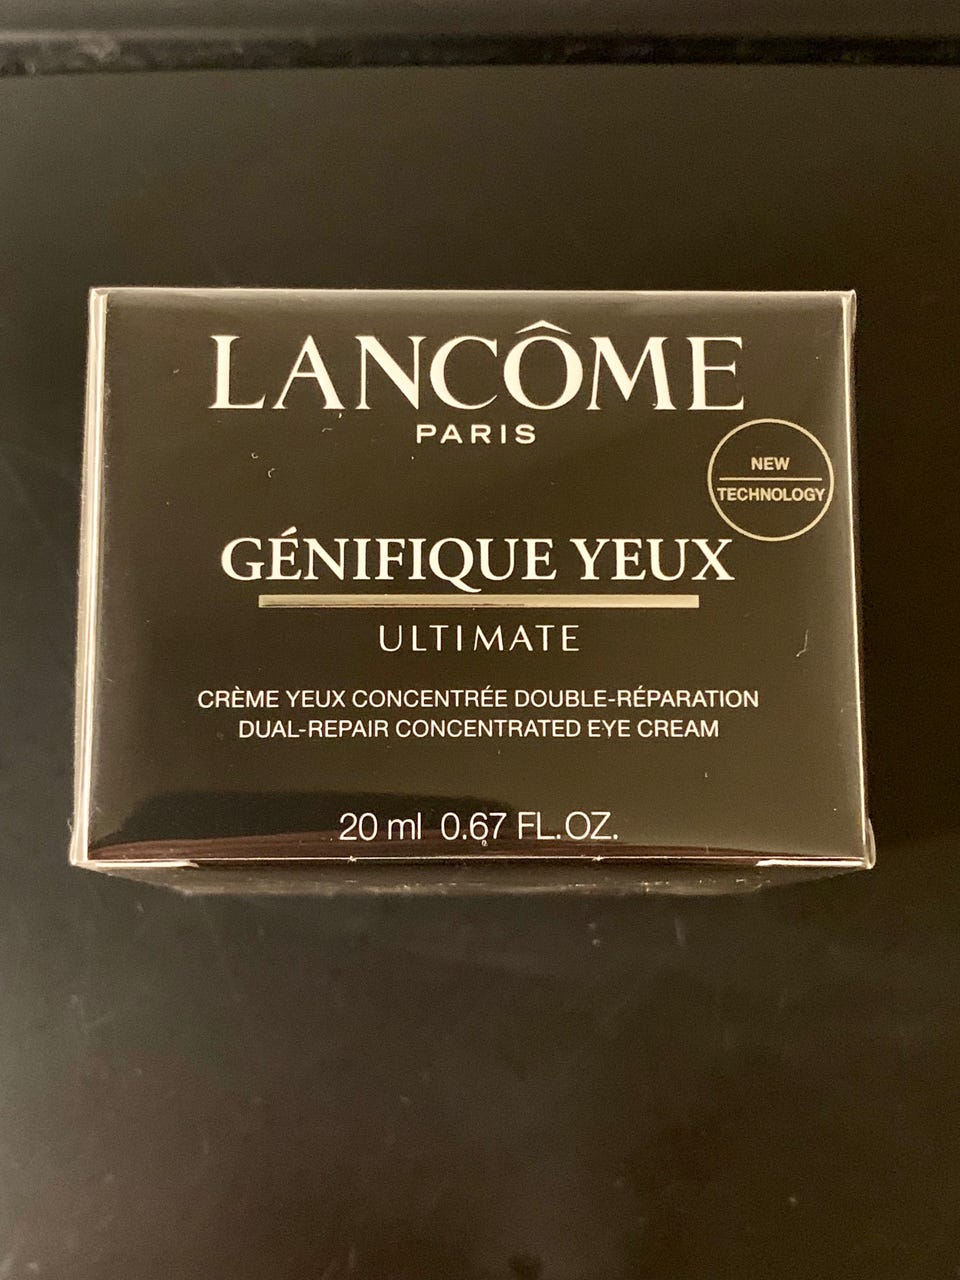 LANCÔME
PARIS
NEW
TECHNOLOGY
GÉNIFIQUE YEUX
ULTIMATE
CRÈME YEUX CONCENTRÉE DOUBLE-RÉPARATION
DUAL-REPAIR CONCENTRATED EYE CREAM
20 ml 0.67 FL.OZ.